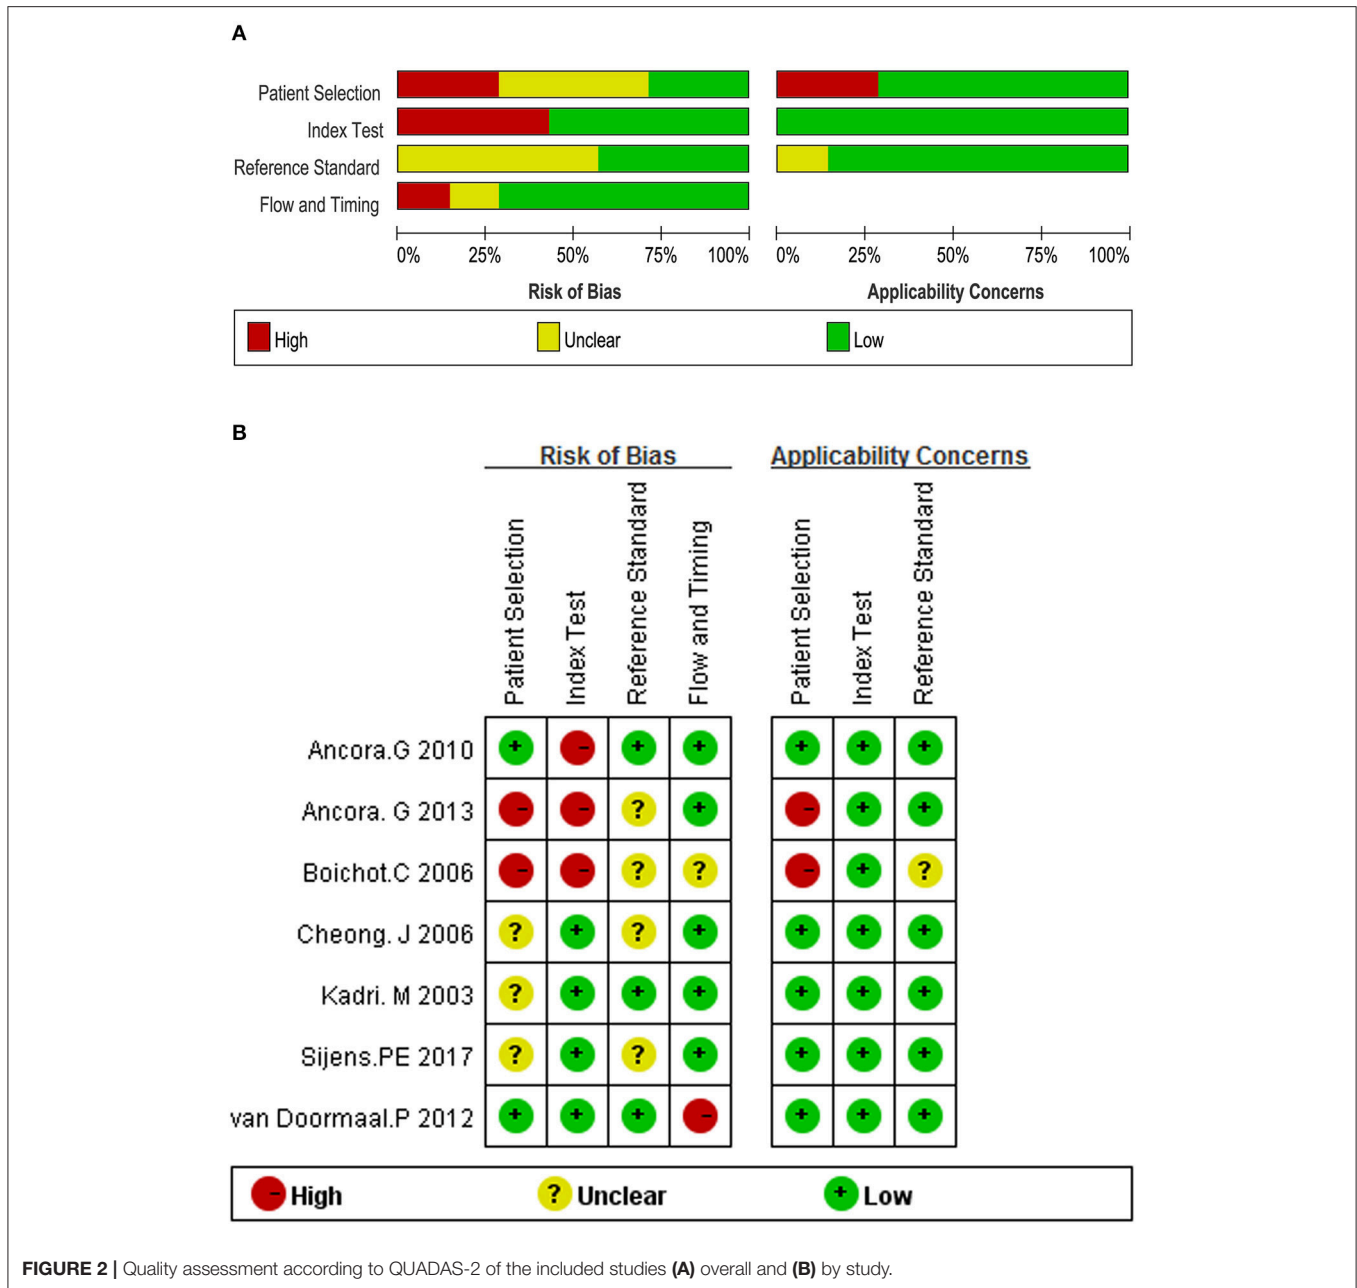 A
Patient Selection
Index Test
Reference Standard
Flow and Timing
0% 25% 50% 75% 100% 0% 25% 50% 75% 100%
Risk of Bias Applicability Concerns
High Unclear Low
B
Risk of Bias Applicability Concerns
Patient Selection
Index Test
Reference Standard
Flow and Timing
Patient Selection
Index Test
Reference Standard
Ancora.G 2010 + - + + + + +
Ancora. G 2013 - - ? + - + +
Boichot.C 2006 - - ? ? - + ?
Cheong. J 2006 ? + ? + + + +
Kadri. M 2003 ? + + + + + +
Sijens.PE 2017 ? + ? + + + +
van Doormaal.P 2012 + + + - + + +
- High ? Unclear + Low
FIGURE 2 | Quality assessment according to QUADAS-2 of the included studies (A) overall and (B) by study.